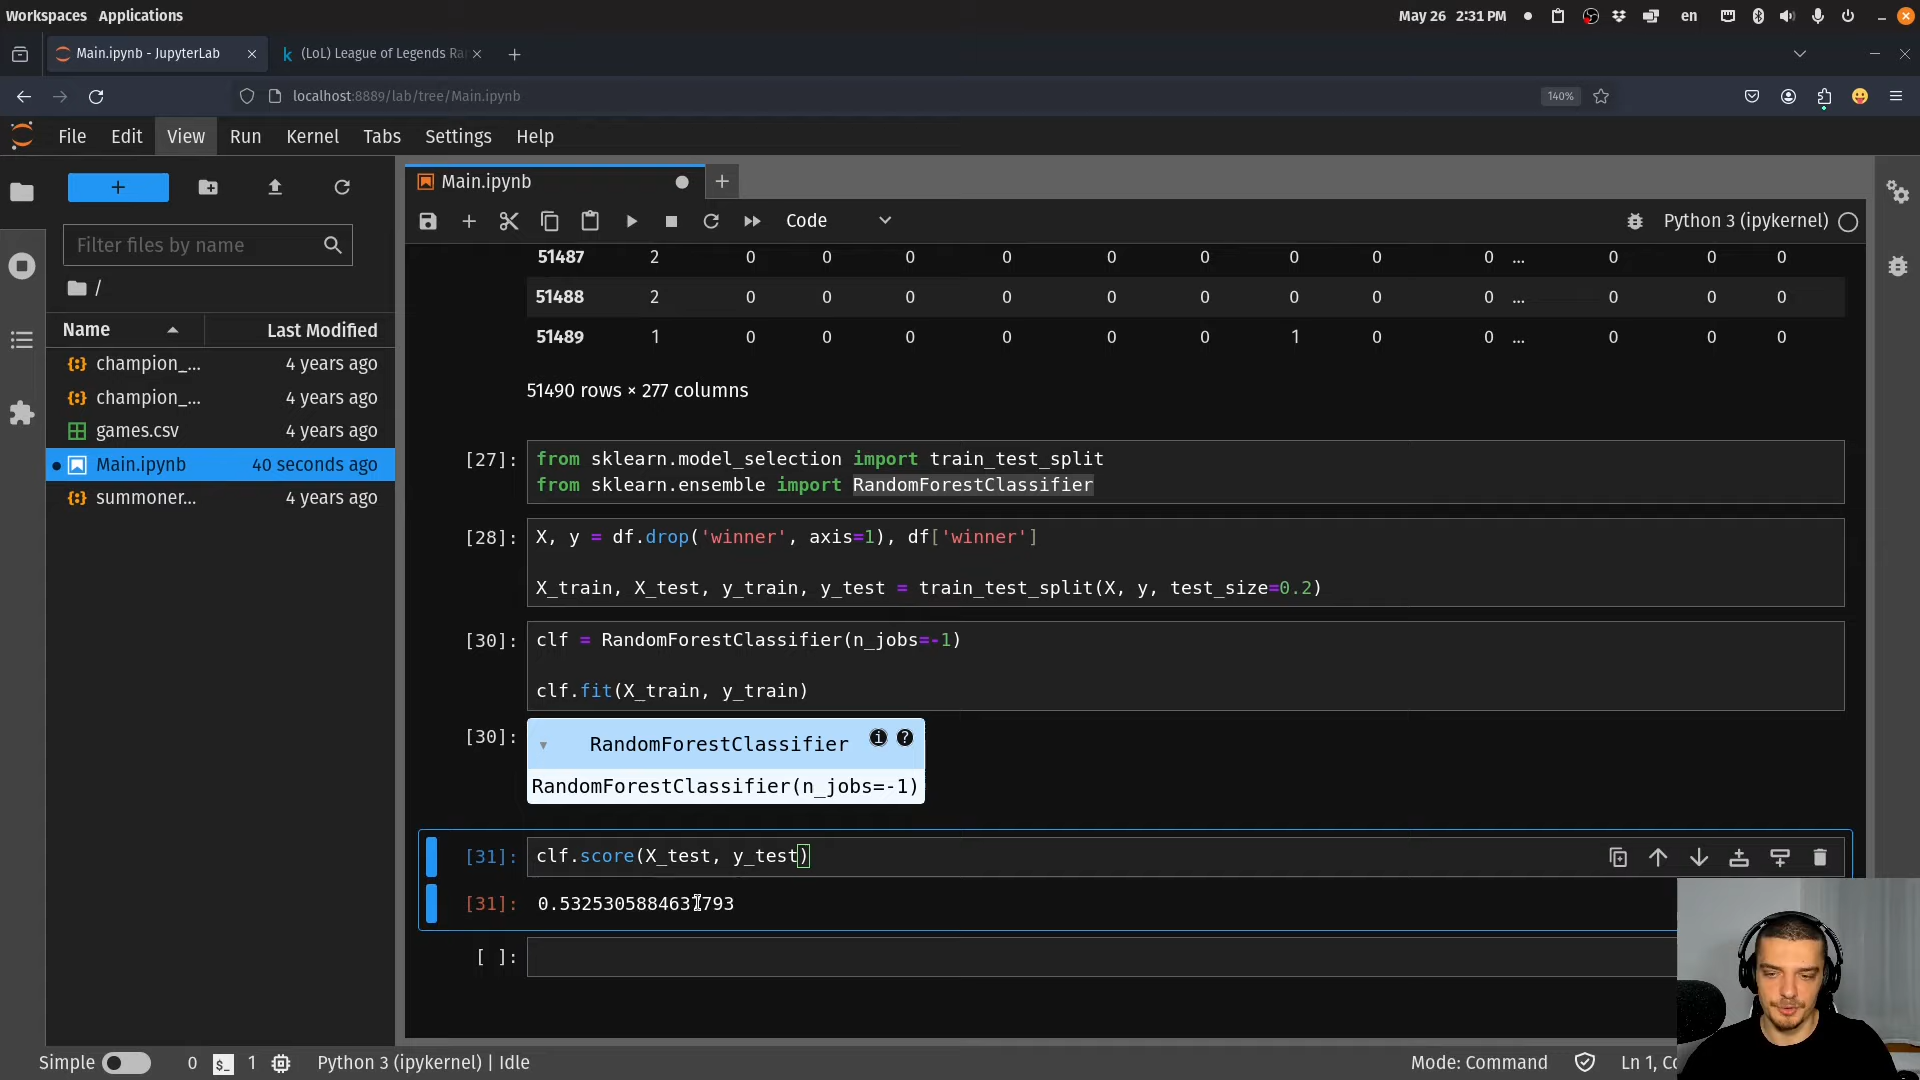 Workspaces Applications May 26 2:31 PM en
Main.ipynb - JupyterLab (LoL) League of Legends Ra
localhost:8889/lab/tree/Main.ipynb 140%
File Edit View Run Kernel Tabs Settings Help
Main.ipynb
Filter files by name
Code Python 3 (ipykernel)
/
Name Last Modified
champion_... 4 years ago
champion_... 4 years ago
games.csv 4 years ago
Main.ipynb 40 seconds ago
summoner... 4 years ago
51487 2 0 0 0 0 0 0 0 0 0 ... 0 0 0
51488 2 0 0 0 0 0 0 0 0 0 ... 0 0 0
51489 1 0 0 0 0 0 0 1 0 0 ... 0 0 0
51490 rows × 277 columns
[27]: from sklearn.model_selection import train_test_split
from sklearn.ensemble import RandomForestClassifier
[28]: X, y = df.drop('winner', axis=1), df['winner']
X_train, X_test, y_train, y_test = train_test_split(X, y, test_size=0.2)
[30]: clf = RandomForestClassifier(n_jobs=-1)
clf.fit(X_train, y_train)
[30]: RandomForestClassifier i ?
RandomForestClassifier(n_jobs=-1)
[31]: clf.score(X_test, y_test)
[31]:
[ ]:
Simple 0 $_ 1 Python 3 (ipykernel) | Idle Mode: Command Ln 1,